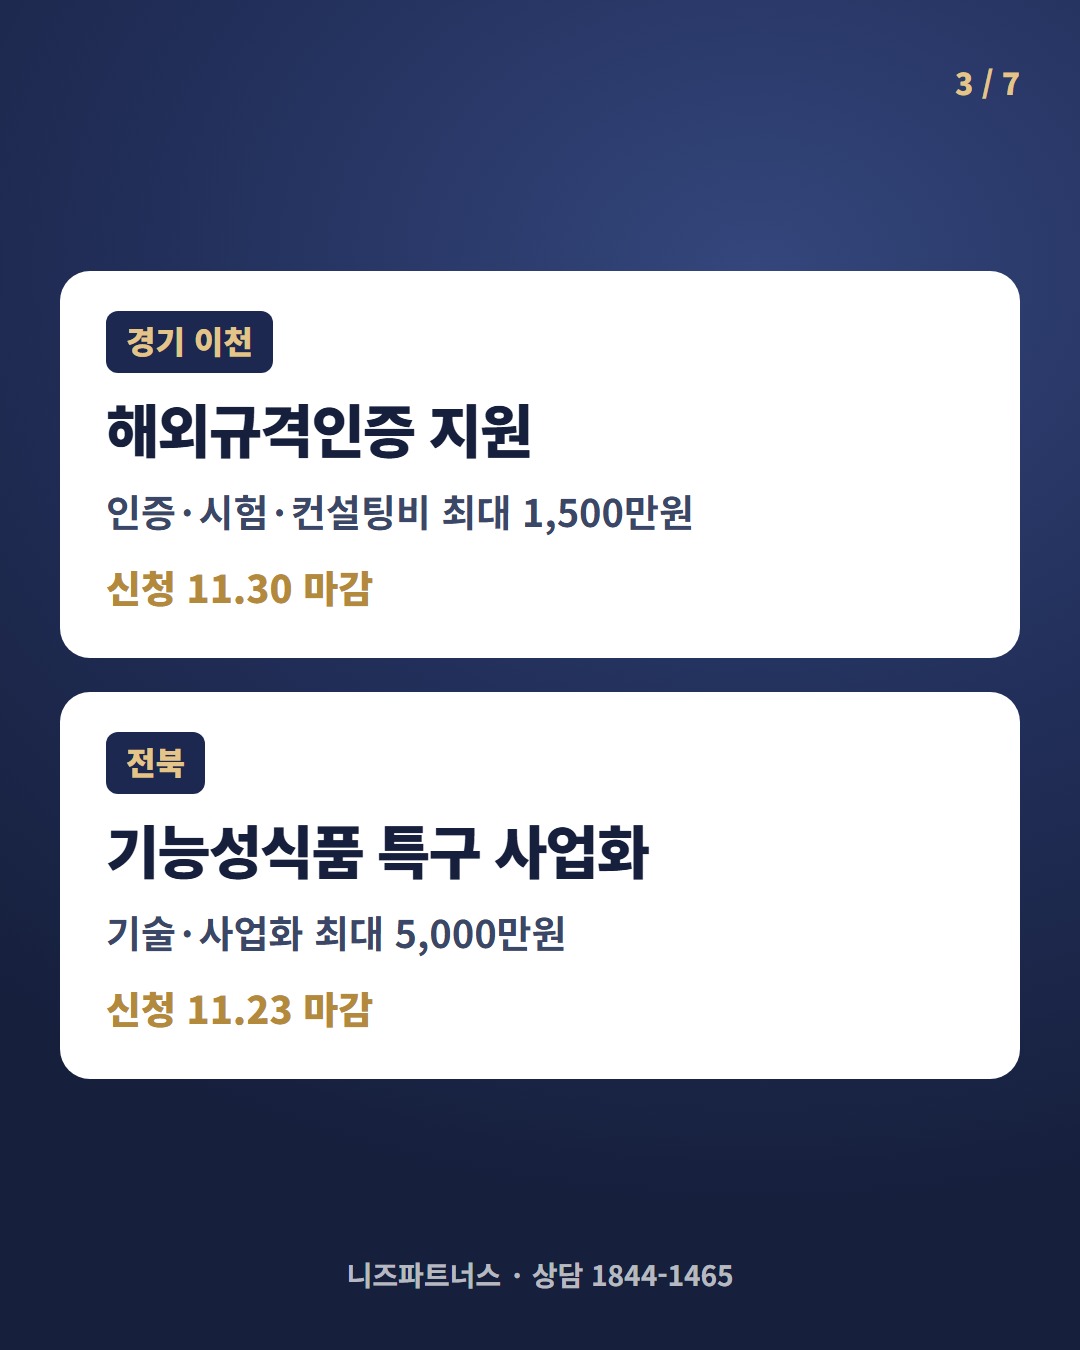 3 / 7
경기 이천
해외규격인증 지원
인증·시험·컨설팅비 최대 1,500만원
신청 11.30 마감
전북
기능성식품 특구 사업화
기술·사업화 최대 5,000만원
신청 11.23 마감
니즈파트너스 · 상담 1844-1465